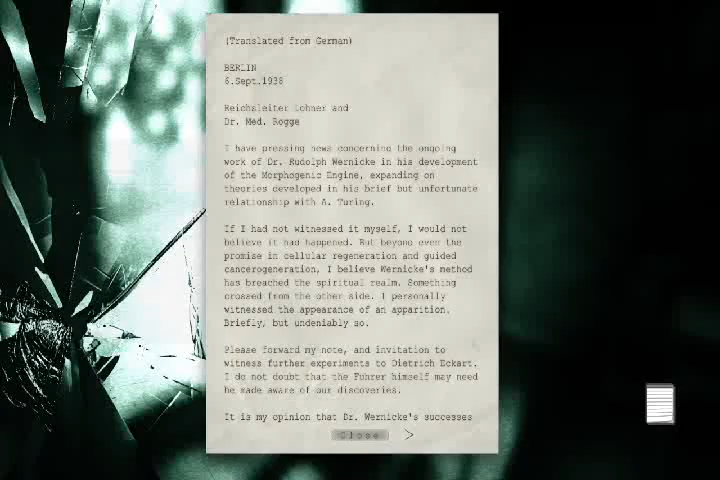 (Translated from German)
BERLIN
6.Sept.1938
Reichsleiter Lohner and
Dr. Med. Rogge
I have pressing news concerning the ongoing
work of Dr. Rudolph Wernicke in his development
of the Morphogenic Engine, expanding on
theories developed in his brief but unfortunate
relationship with A. Turing.
If I had not witnessed it myself, I would not
believe it had happened. But beyond even the
promise in cellular regeneration and guided
cancerogeneration, I believe Wernicke's method
has breached the spiritual realm. Something
crossed from the other side. I personally
witnessed the appearance of an apparition.
Briefly, but undeniably so.
Please forward my note, and invitation to
witness further experiments to Dietrich Eckart.
I do not doubt that the Fuhrer himself may need
be made aware of our discoveries.
It is my opinion that Dr. Wernicke's successes
Close >